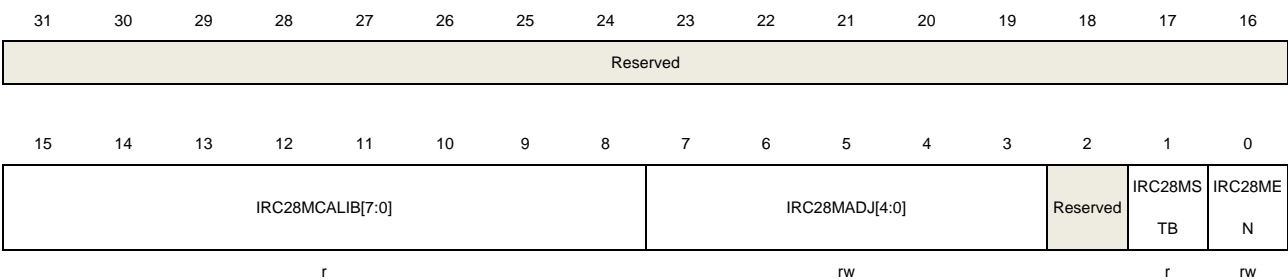 31 30 29 28 27 26 25 24 23 22 21 20 19 18 17 16
Reserved
15 14 13 12 11 10 9 8 7 6 5 4 3 2 1 0
IRC28MCALIB[7:0] IRC28MADJ[4:0] Reserved IRC28MS TB IRC28ME N
r rw r rw